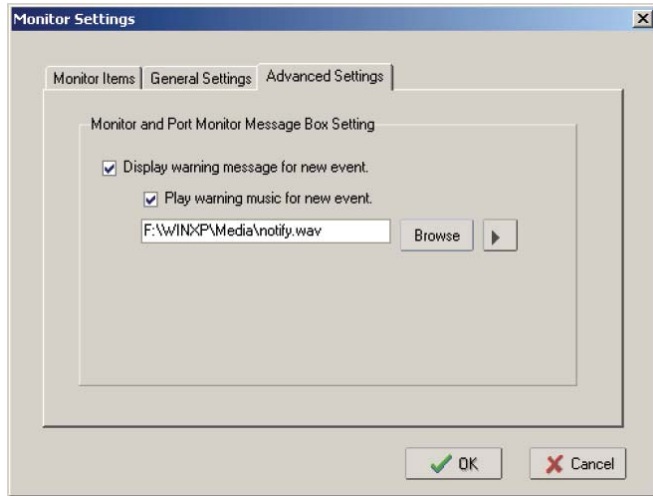 Monitor Settings
Monitor Items General Settings Advanced Settings
Monitor and Port Monitor Message Box Setting
Display warning message for new event.
Play warning music for new event.
F:\WINXP\Media\notify.wav Browse
OK Cancel